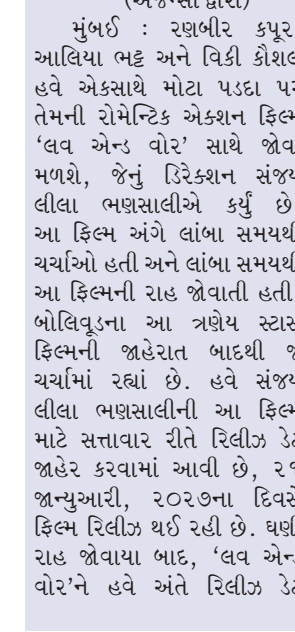 (એજન્સી દ્વારા)
મુંબઈ : રણબીર કપૂર
આલિયા ભટ્ટ અને વિકી કૌશલ
હવે એકસાથે મોટા પડદા પર
તેમની રોમેન્ટિક એક્શન ફિલ્મ
‘લવ એન્ડ વોર’ સાથે જોવા
મળશે, જેનું ડિરેક્શન સંજય
લીલા ભણસાલીએ કર્યું છે
આ ફિલ્મ અંગે લાંબા સમયથી
ચર્ચાઓ હતી અને લાંબા સમયથી
આ ફિલ્મની રાહ જોવાતી હતી
બોલિવૂડના આ ત્રણેય સ્ટાર્સ
ફિલ્મની જાહેરાત બાદથી જ
ચર્ચામાં રહ્યાં છે. હવે સંજય
લીલા ભણસાલીની આ ફિલ્મ
માટે સત્તાવાર રીતે રિલીઝ ડેટ
જાહેર કરવામાં આવી છે, ૨૧
જાન્યુઆરી, ૨૦૨૭ના દિવસે
ફિલ્મ રિલીઝ થઈ રહી છે. ઘણી
રાહ જોવાયા બાદ, ‘લવ એન્ડ
વોર’ને હવે અંતે રિલીઝ ડેટ